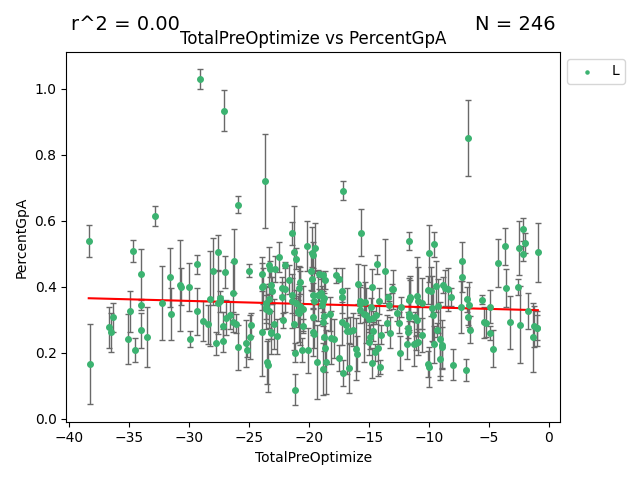 r^2 = 0.00
N = 246
TotalPreOptimize vs PercentGpA
L
1.0
0.8
0.6
0.4
0.2
0.0
PercentGpA
−40 −35 −30 −25 −20 −15 −10 −5 0
TotalPreOptimize